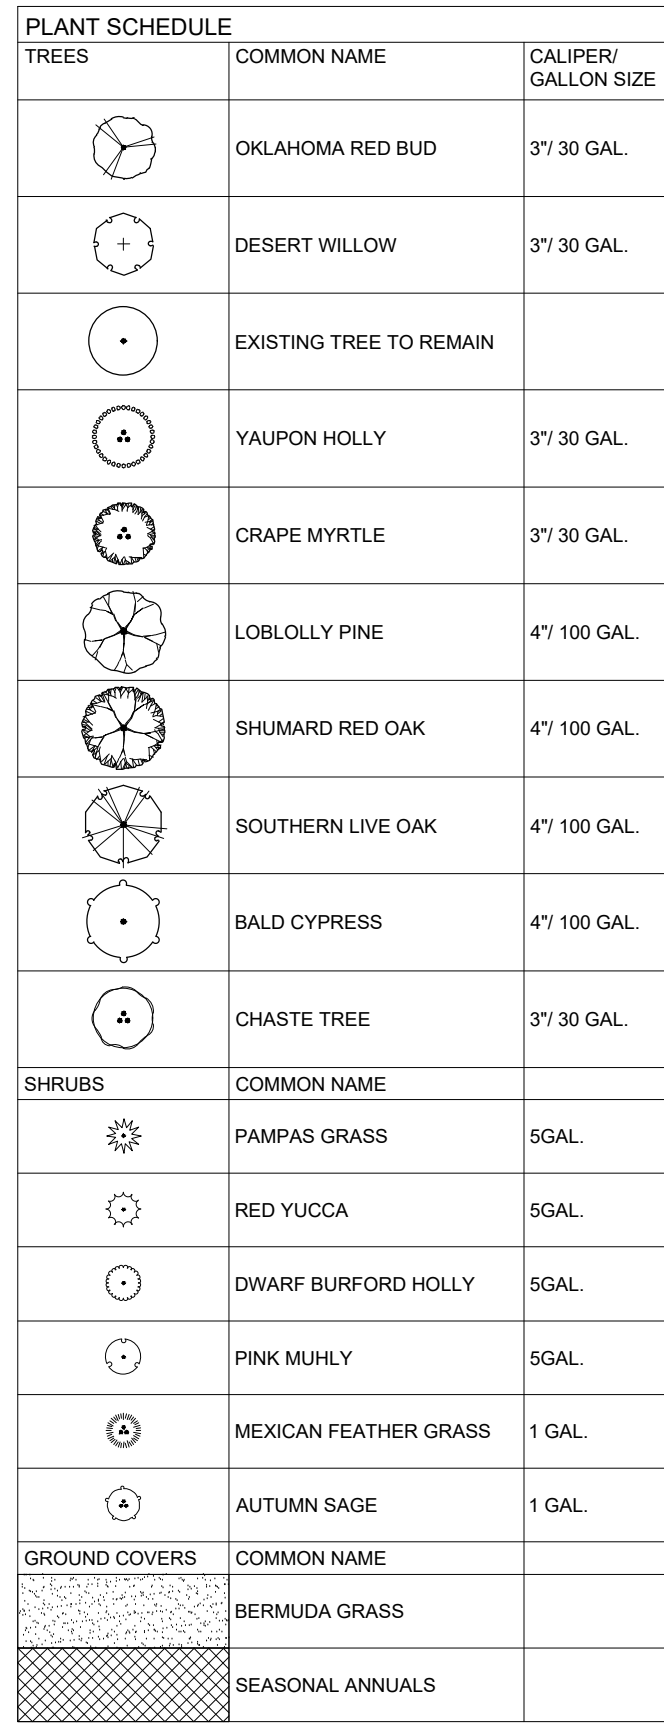 PLANT SCHEDULE
TREES COMMON NAME CALIPER/
GALLON SIZE
OKLAHOMA RED BUD 3"/ 30 GAL.
DESERT WILLOW 3"/ 30 GAL.
EXISTING TREE TO REMAIN
YAUPON HOLLY 3"/ 30 GAL.
CRAPE MYRTLE 3"/ 30 GAL.
LOBLOLLY PINE 4"/ 100 GAL.
SHUMARD RED OAK 4"/ 100 GAL.
SOUTHERN LIVE OAK 4"/ 100 GAL.
BALD CYPRESS 4"/ 100 GAL.
CHASTE TREE 3"/ 30 GAL.
SHRUBS COMMON NAME
PAMPAS GRASS 5GAL.
RED YUCCA 5GAL.
DWARF BURFORD HOLLY 5GAL.
PINK MUHLY 5GAL.
MEXICAN FEATHER GRASS 1 GAL.
AUTUMN SAGE 1 GAL.
GROUND COVERS COMMON NAME
BERMUDA GRASS
SEASONAL ANNUALS